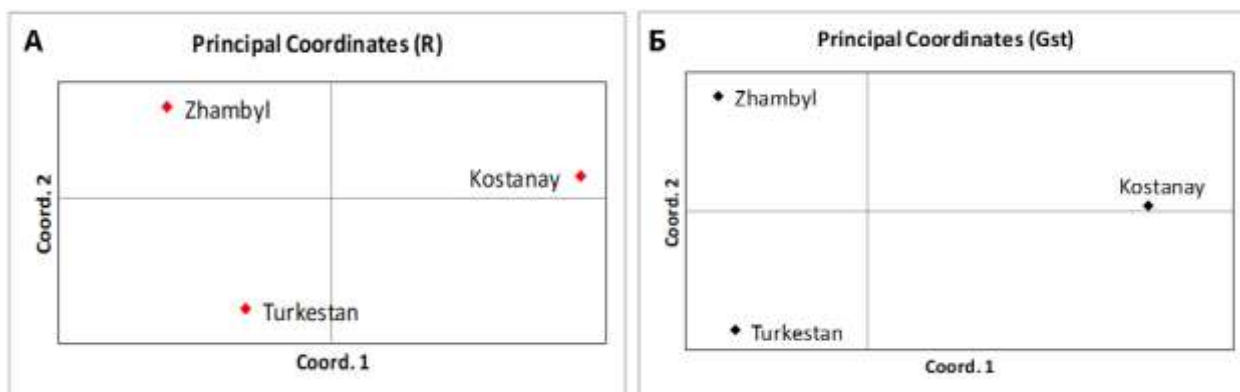 А
Principal Coordinates (R)
Zhambyl
Kostanay
Turkestan
Coord. 2
Coord. 1
Б
Principal Coordinates (Gst)
Zhambyl
Kostanay
Turkestan
Coord. 2
Coord. 1